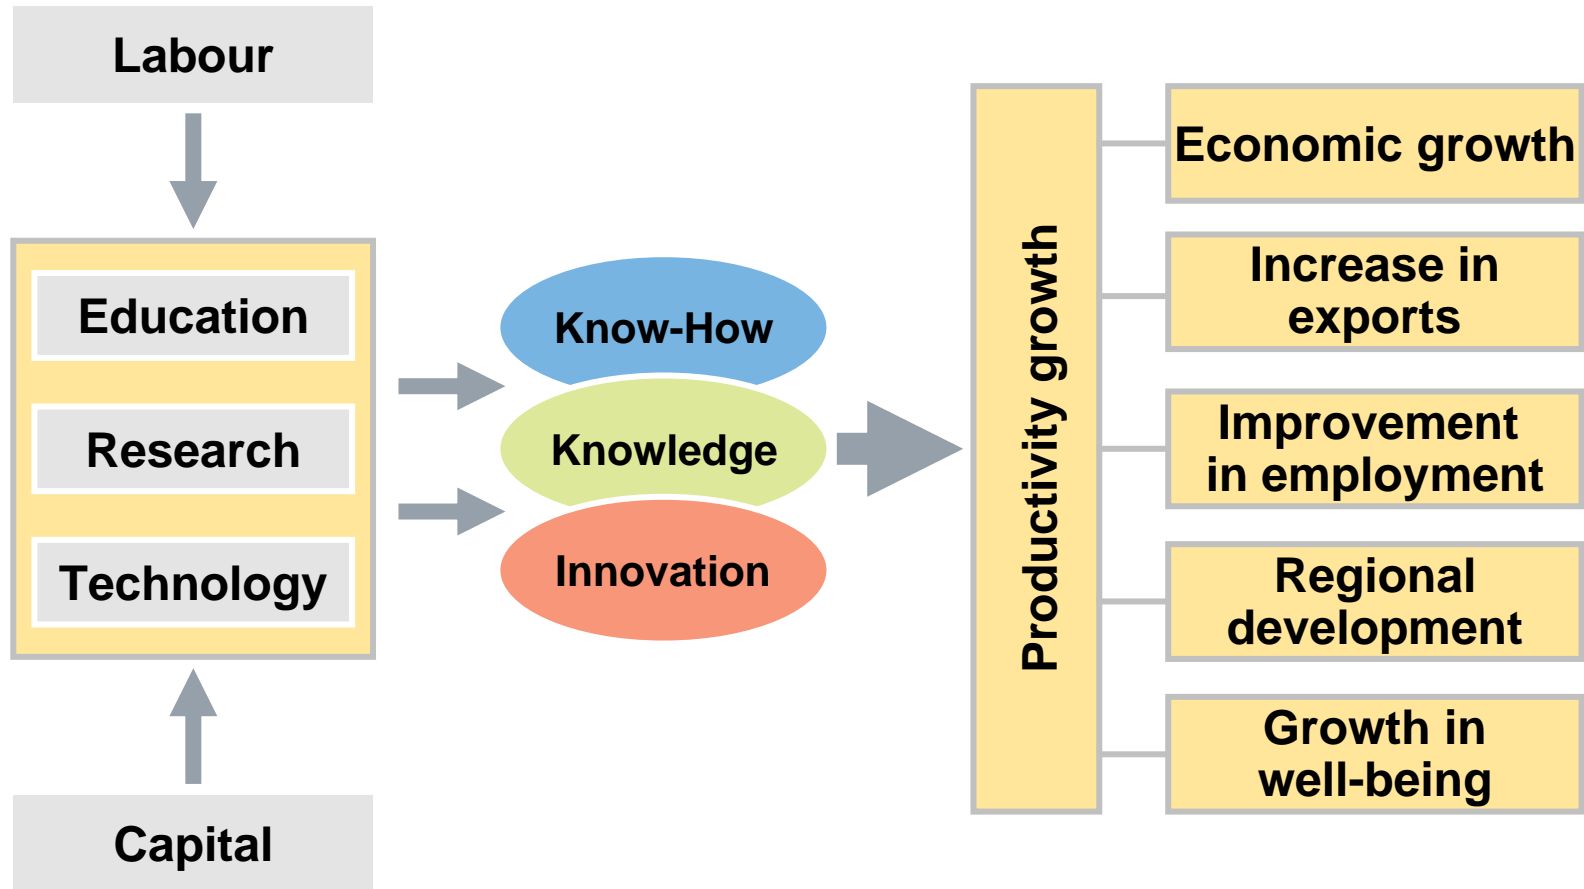 Labour
Education
Research
Technology
Capital
Know-How
Knowledge
Innovation
Productivity growth
Economic growth
Increase in
exports
Improvement
in employment
Regional
development
Growth in
well-being